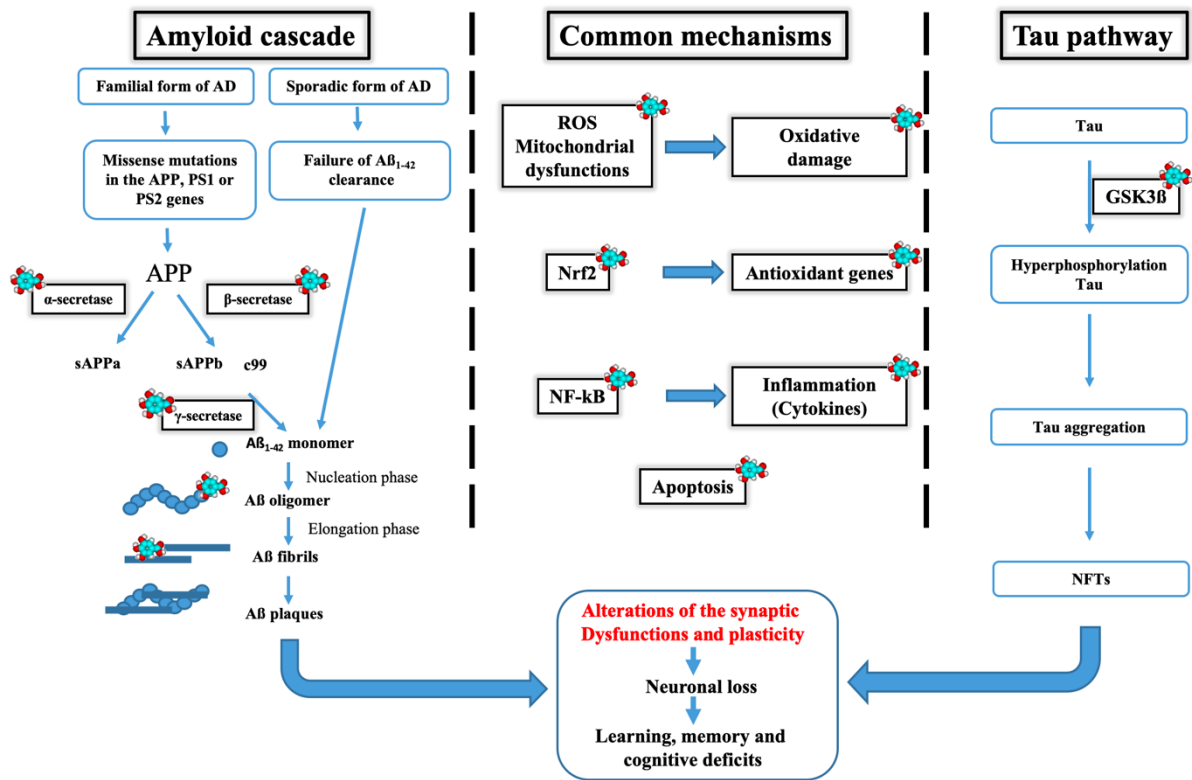 Amyloid cascade
Familial form of AD
Sporadic form of AD
Missense mutations
in the APP, PS1 or
PS2 genes
Failure of Aß₁₋₄₂
clearance
APP
α-secretase
β-secretase
sAPPa
sAPPb
c99
γ-secretase
Aß₁₋₄₂ monomer
Nucleation phase
Aß oligomer
Elongation phase
Aß fibrils
Aß plaques
Common mechanisms
ROS
Mitochondrial
dysfunctions
Oxidative
damage
Nrf2
Antioxidant genes
NF-kB
Inflammation
(Cytokines)
Apoptosis
Tau pathway
Tau
GSK3ß
Hyperphosphorylation
Tau
Tau aggregation
NFTs
Alterations of the synaptic
Dysfunctions and plasticity
Neuronal loss
Learning, memory and
cognitive deficits